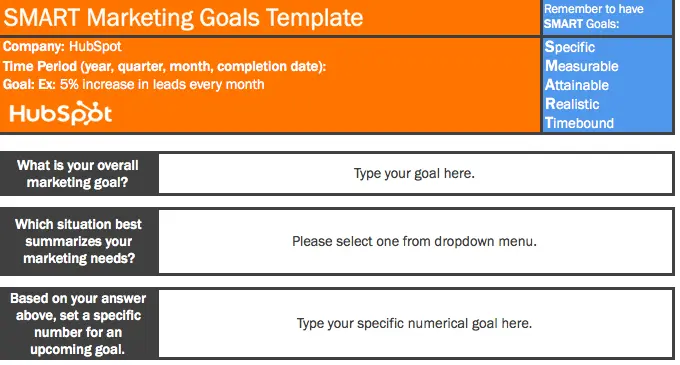 SMART Marketing Goals Template
Remember to have
SMART Goals:
Company: HubSpot
Time Period (year, quarter, month, completion date):
Goal: Ex: 5% increase in leads every month
HubSpot
Specific
Measurable
Attainable
Realistic
Timebound
What is your overall
marketing goal?
Type your goal here.
Which situation best
summarizes your
marketing needs?
Please select one from dropdown menu.
Based on your answer
above, set a specific
number for an
upcoming goal.
Type your specific numerical goal here.